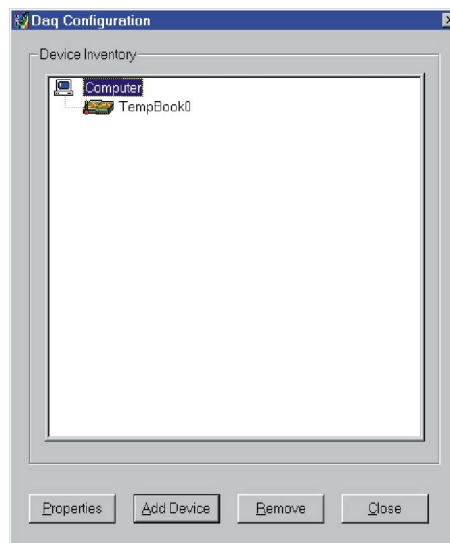 Daq Configuration
Device Inventory
Computer
TempBook0
Properties
Add Device
Remove
Close